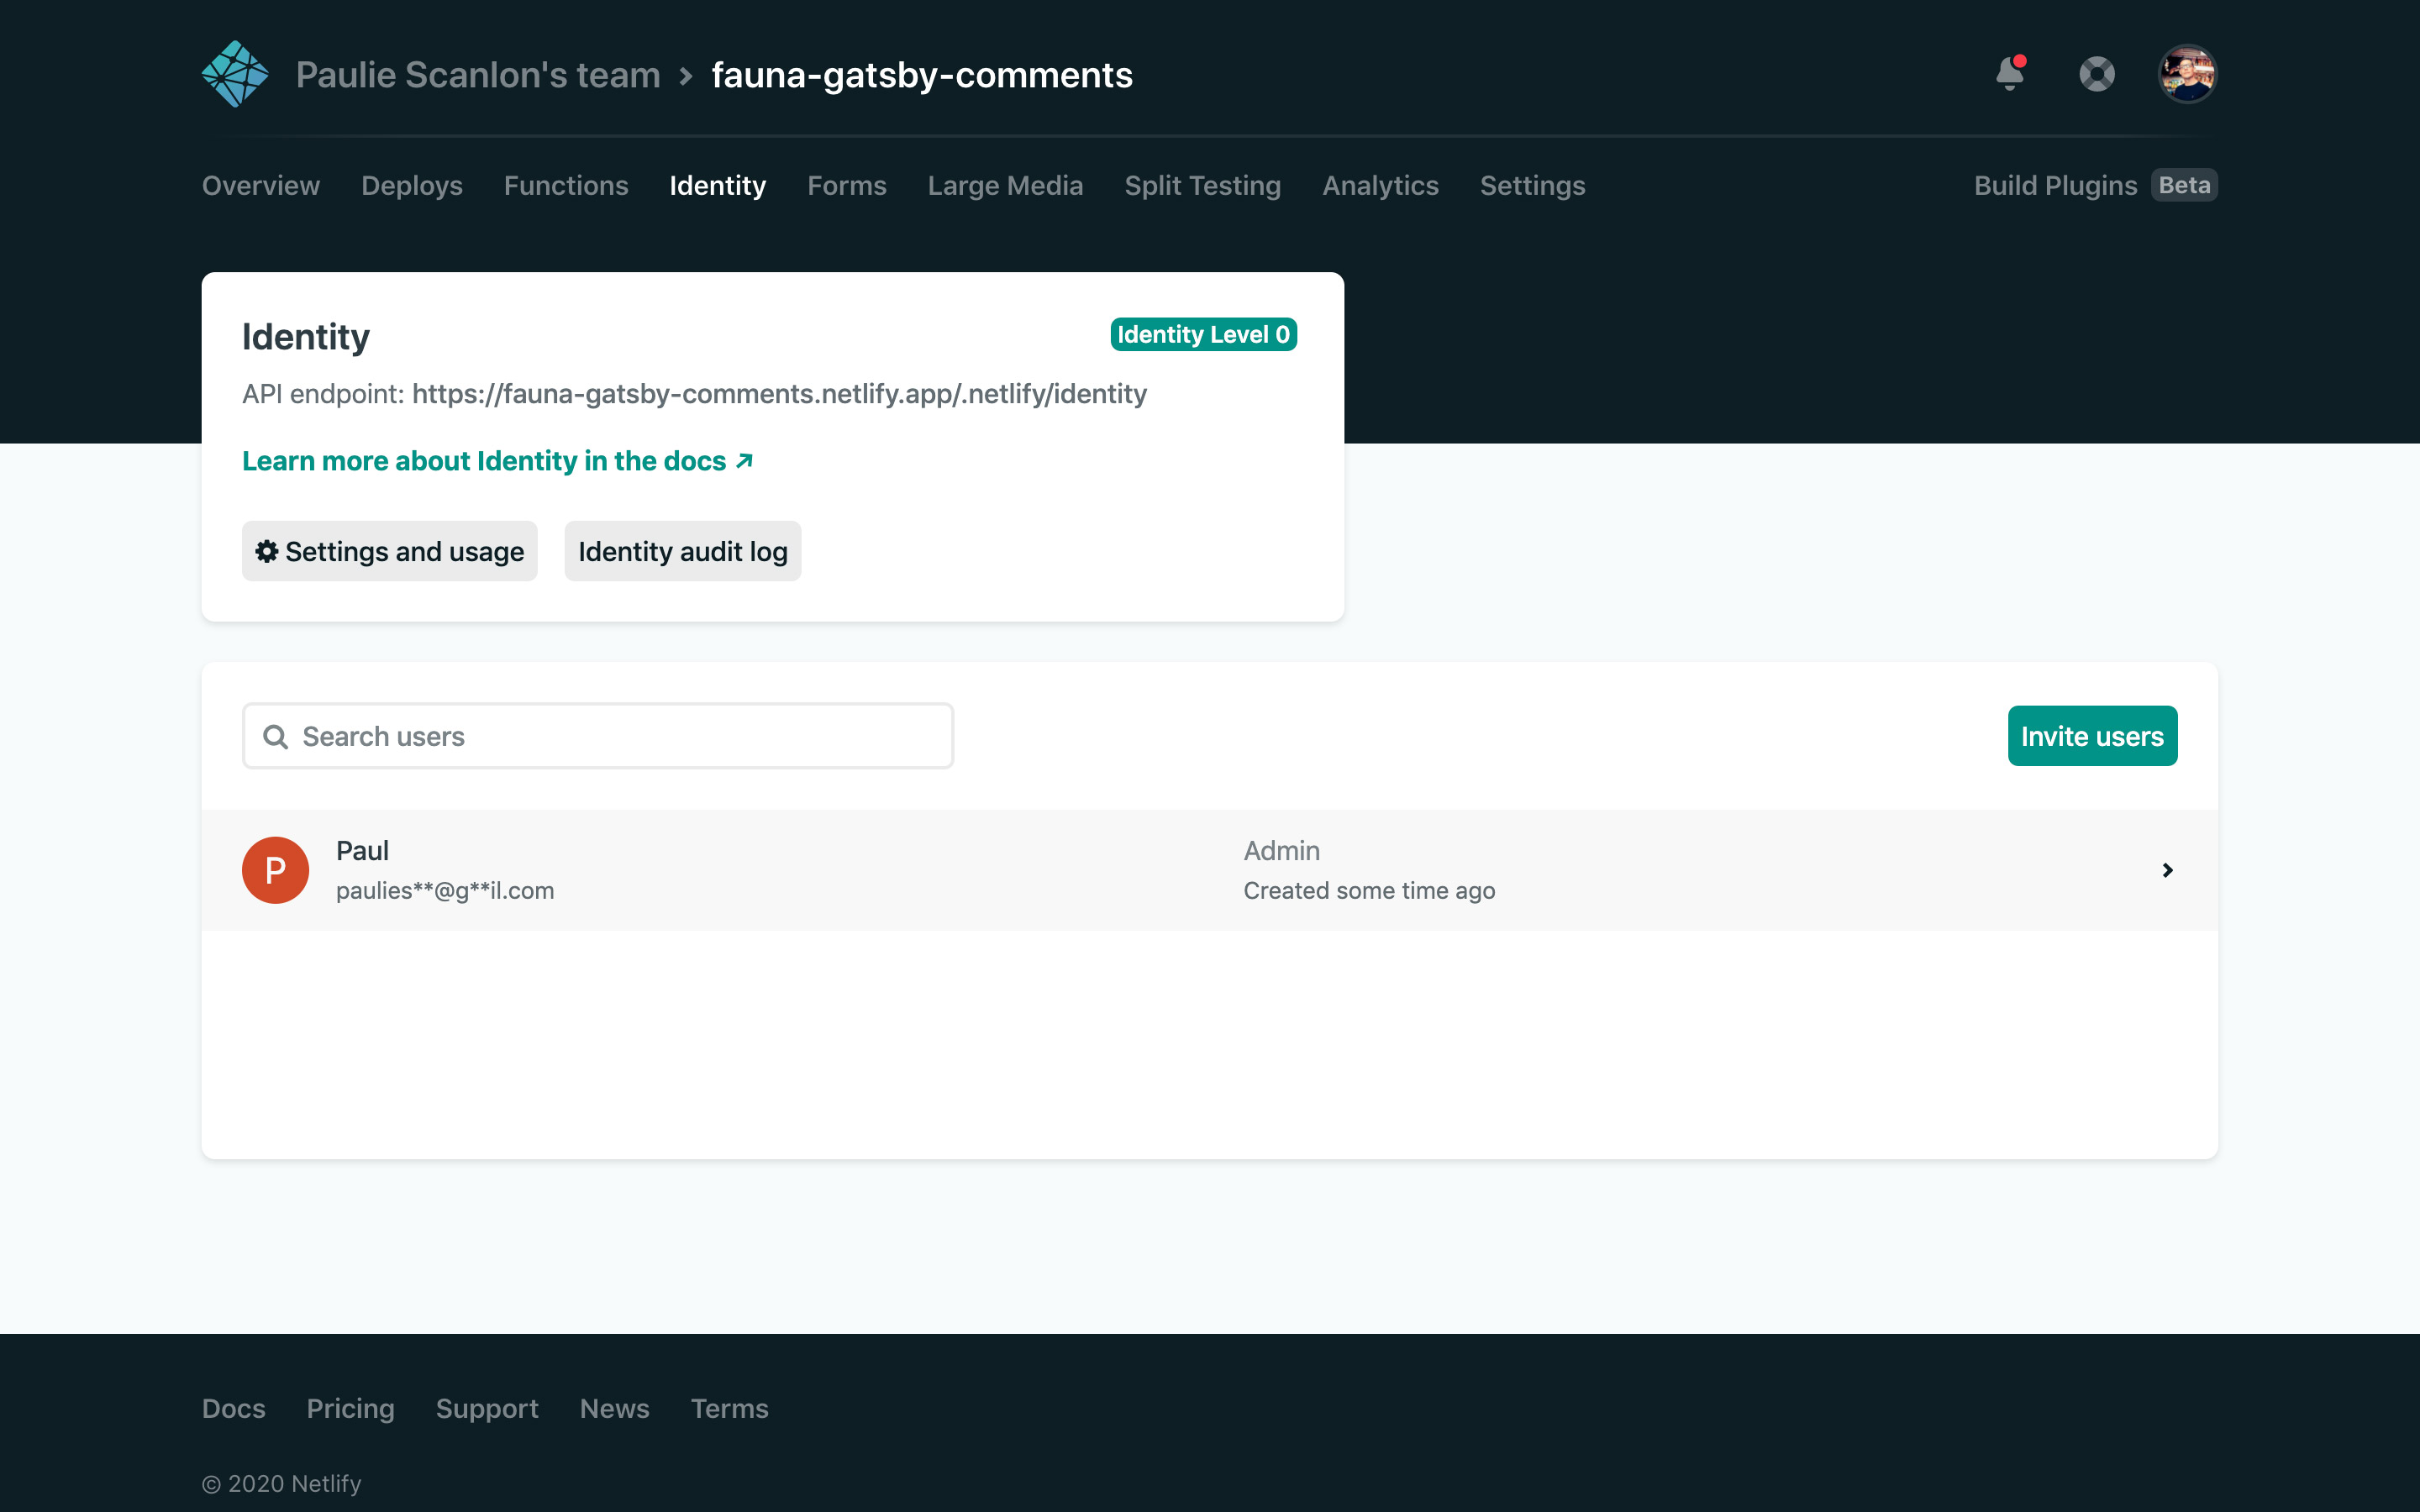 Paulie Scanlon's team > fauna-gatsby-comments
Overview Deploys Functions Identity Forms Large Media Split Testing Analytics Settings Build Plugins Beta
Identity Identity Level 0
API endpoint: https://fauna-gatsby-comments.netlify.app/.netlify/identity
Learn more about Identity in the docs ↗
Settings and usage Identity audit log
Search users Invite users
P
Paul Admin
paulies**@g**il.com Created some time ago
Docs Pricing Support News Terms
© 2020 Netlify